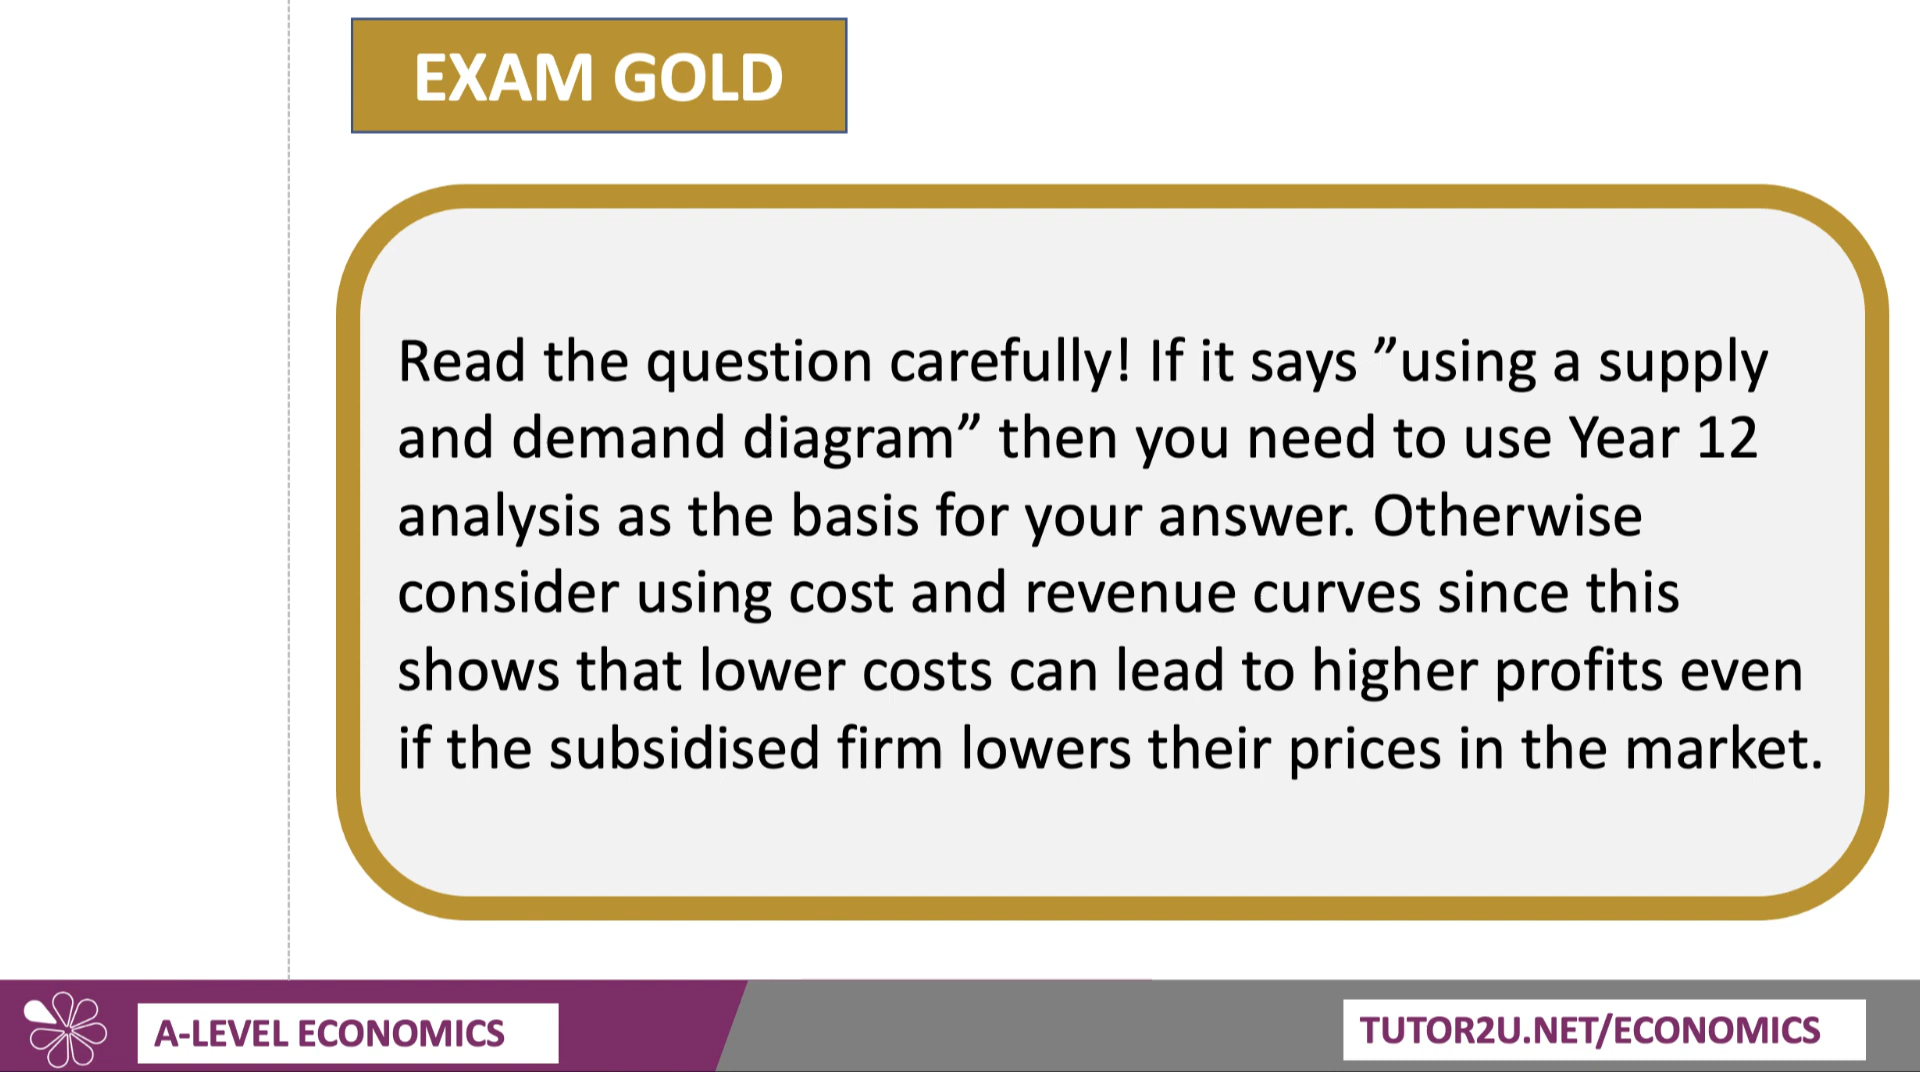 EXAM GOLD
Read the question carefully! If it says ”using a supply
and demand diagram” then you need to use Year 12
analysis as the basis for your answer. Otherwise
consider using cost and revenue curves since this
shows that lower costs can lead to higher profits even
if the subsidised firm lowers their prices in the market.
A-LEVEL ECONOMICS
TUTOR2U.NET/ECONOMICS